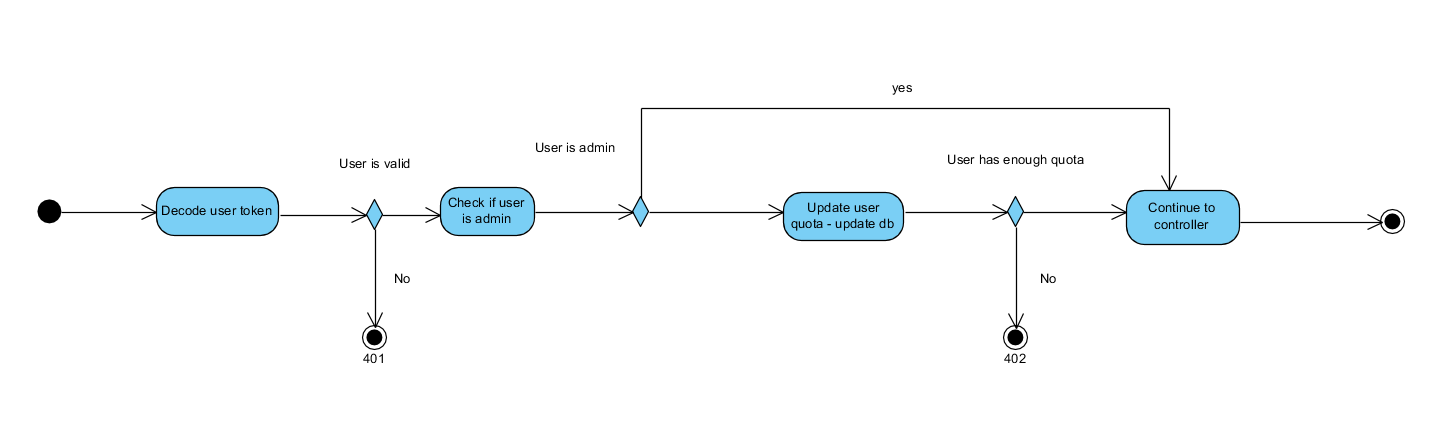 yes
User is admin
User is valid
User has enough quota
Decode user token
Check if user
is admin
Update user
quota - update db
Continue to
controller
No
No
401
402